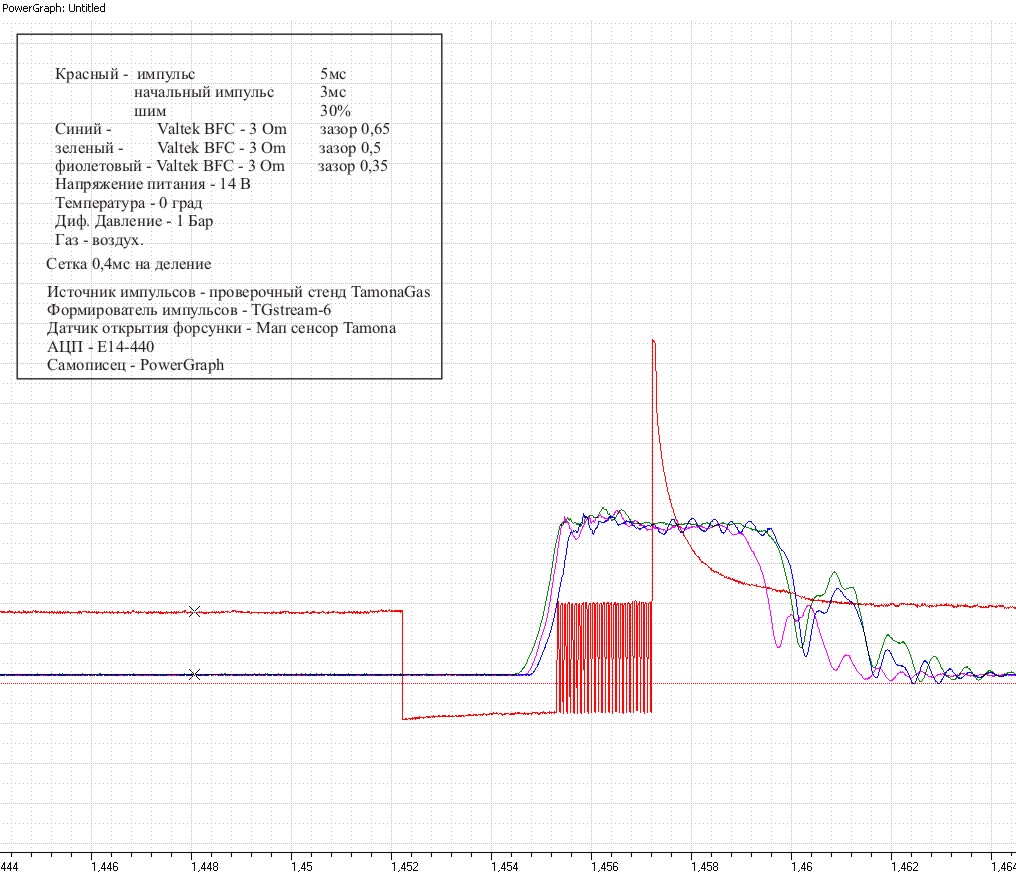 PowerGraph: Untitled
Красный - импульс 5мс
начальный импульс 3мс
шим 30%
Синий - Valtek BFC - 3 Om зазор 0,65
зеленый - Valtek BFC - 3 Om зазор 0,5
фиолетовый - Valtek BFC - 3 Om зазор 0,35
Напряжение питания - 14 В
Температура - 0 град
Диф. Давление - 1 Бар
Газ - воздух.
Сетка 0,4мс на деление
Источник импульсов - проверочный стенд TamonaGas
Формирователь импульсов - TGstream-6
Датчик открытия форсунки - Мап сенсор Tamona
АЦП - E14-440
Самописец - PowerGraph
444 1,446 1,448 1,45 1,452 1,454 1,456 1,458 1,46 1,462 1,464